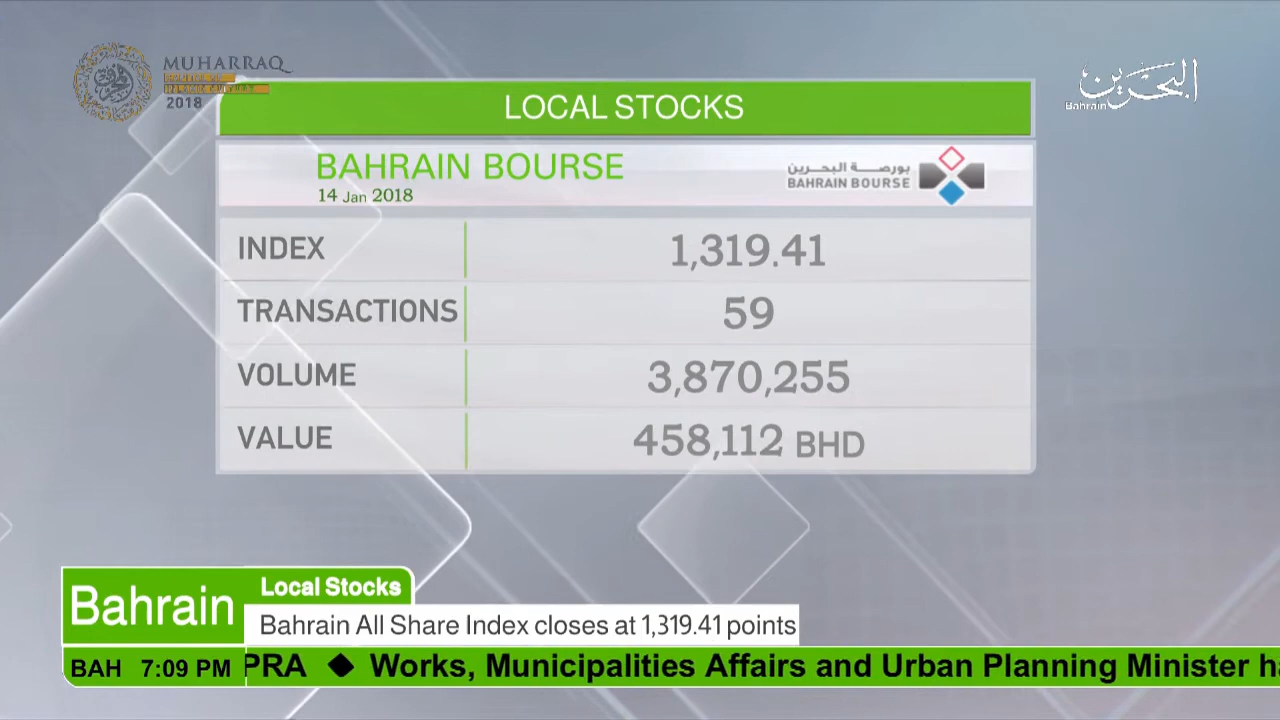 MUHARRAQ
2018
البحرين
Bahrain
LOCAL STOCKS
BAHRAIN BOURSE
14 Jan 2018
بورصة البحرين
BAHRAIN BOURSE
INDEX 1,319.41
TRANSACTIONS 59
VOLUME 3,870,255
VALUE 458,112 BHD
Bahrain
Local Stocks
Bahrain All Share Index closes at 1,319.41 points
BAH 7:09 PM PRA ◆ Works, Municipalities Affairs and Urban Planning Minister ha